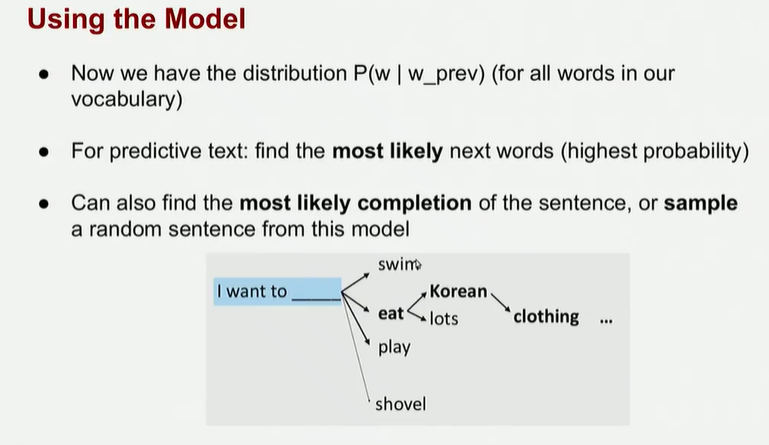 Using the Model
● Now we have the distribution P(w | w_prev) (for all words in our
vocabulary)
● For predictive text: find the most likely next words (highest probability)
● Can also find the most likely completion of the sentence, or sample
a random sentence from this model
swim
I want to _____
Korean
eat
lots
clothing ...
play
shovel